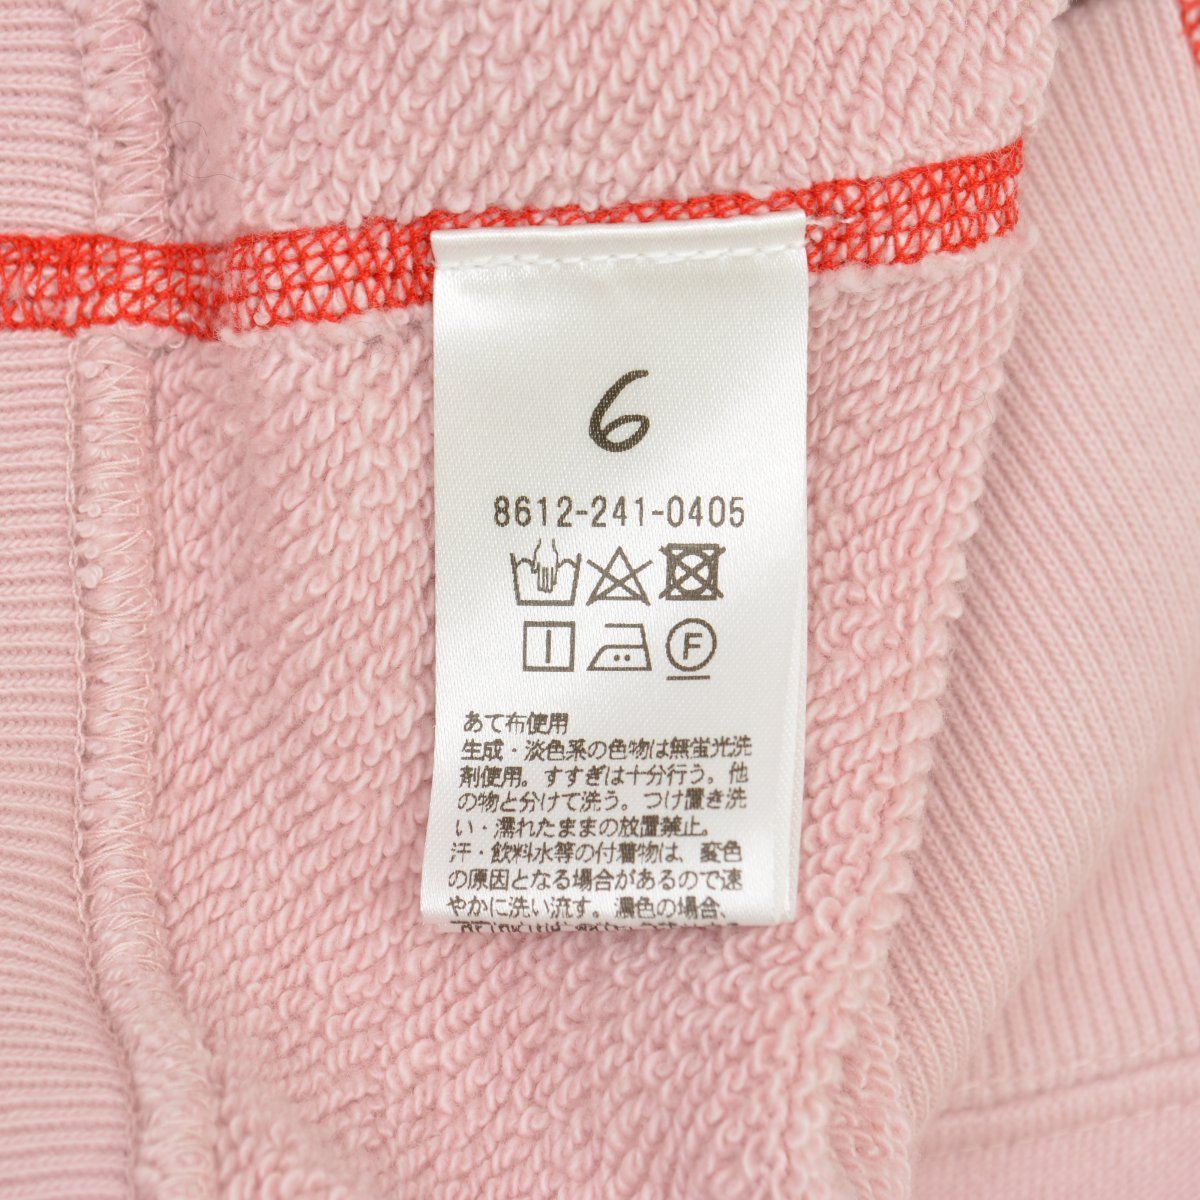 6
8612-241-0405
F
あて布使用
生成・淡色系の色物は無蛍光洗
剤使用。すすぎは十分行う。他
の物と分けて洗う。つけ置き洗
い・濡れたままの放置禁止。
汗・飲料水等の付着物は、変色
の原因となる場合があるので速
やかに洗い流す。濃色の場合、